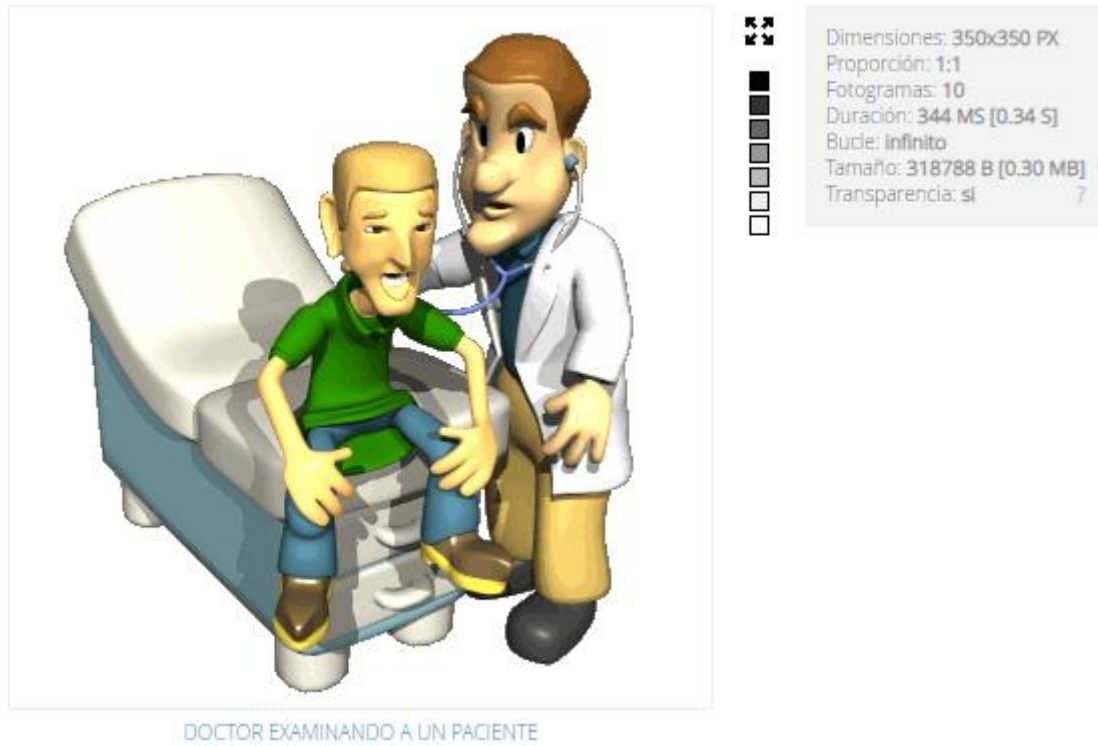 Dimensiones: 350x350 PX
Proporción: 1:1
Fotogramas: 10
Duración: 344 MS [0.34 S]
Bucle: infinito
Tamaño: 318788 B [0.30 MB]
Transparencia: si ?
DOCTOR EXAMINANDO A UN PACIENTE